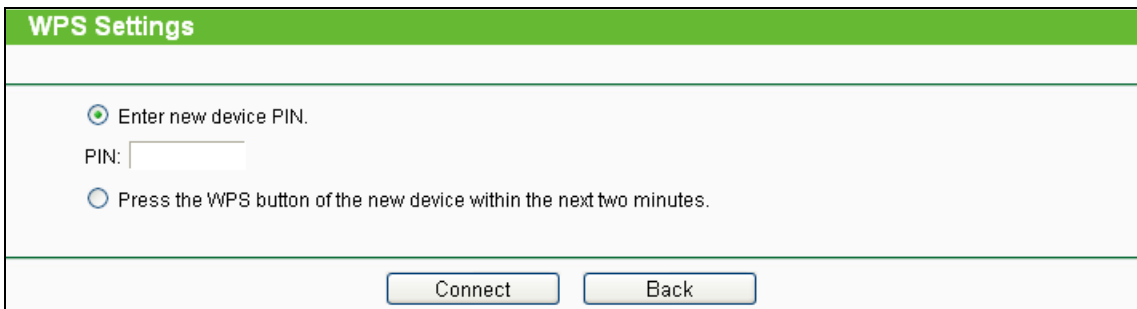 WPS Settings
Enter new device PIN.
PIN:
Press the WPS button of the new device within the next two minutes.
Connect Back